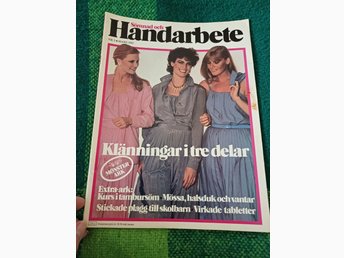 Sömnad och
Handarbete
Klänningar i tre delar
MÖNSTER
ARK
Extra-ark:
Kurs i tambursöm Mössa, halsduk och vantar
Stickade plagg till skolbarn Virkade tabletter